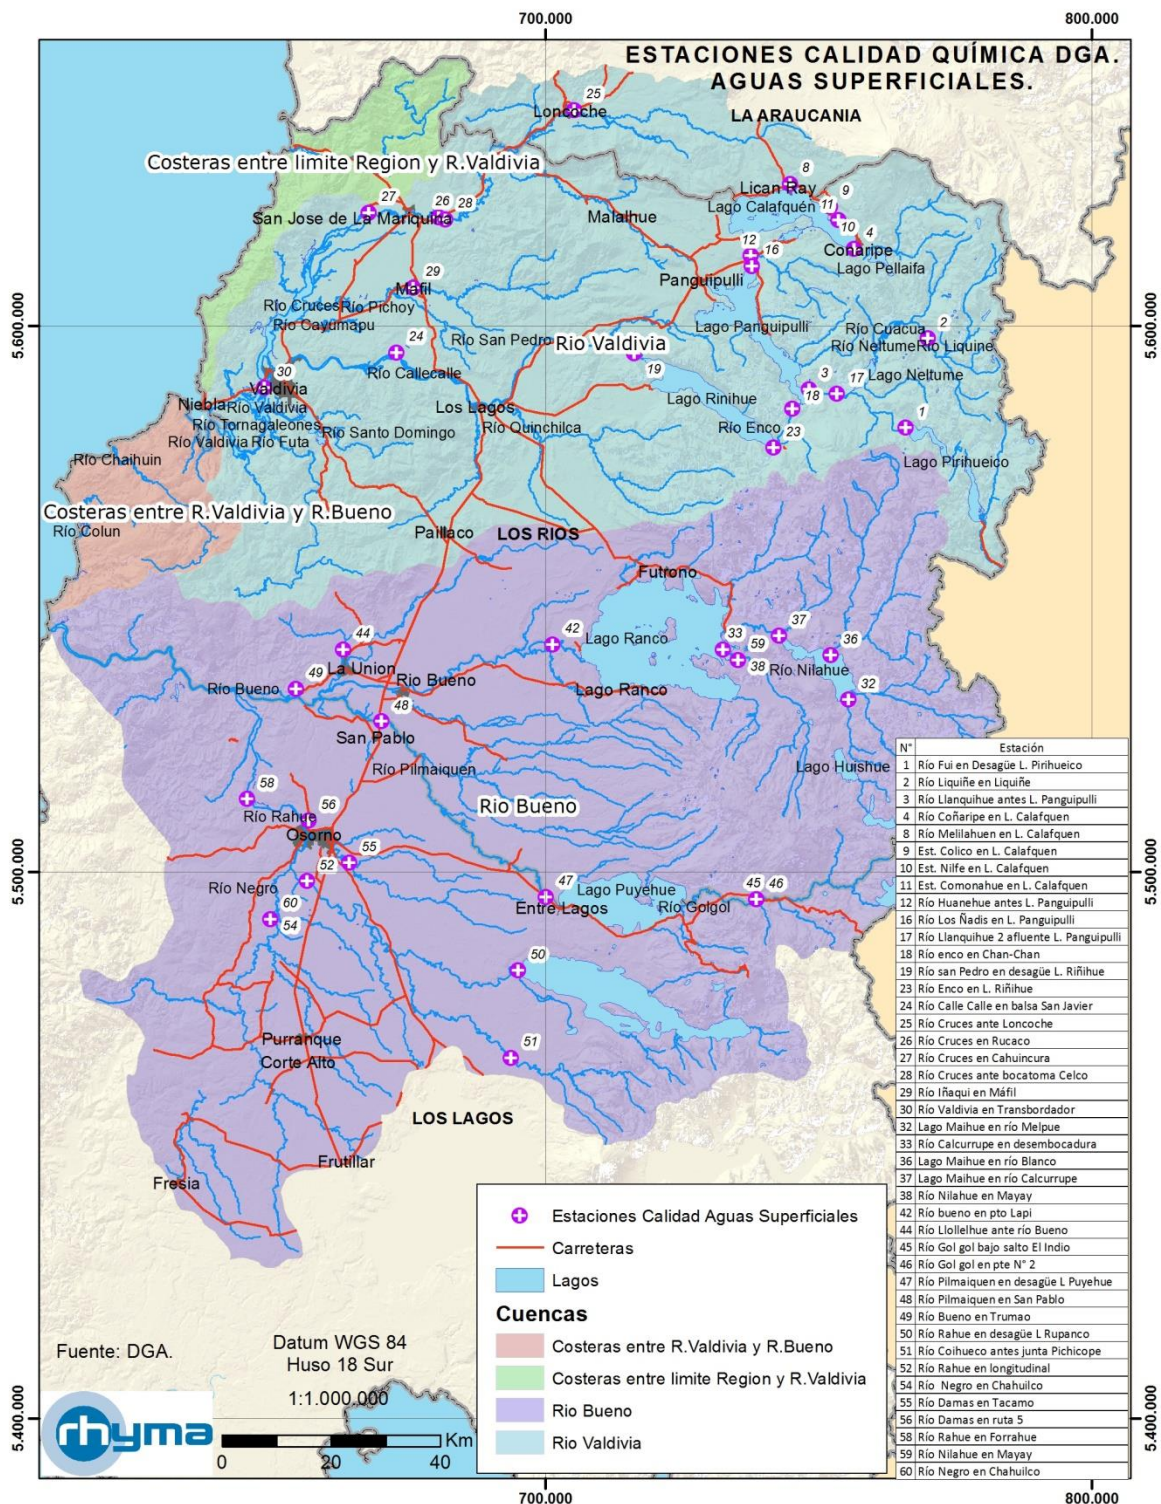 700.000
800.000
ESTACIONES CALIDAD QUÍMICA DGA.
AGUAS SUPERFICIALES.
LA ARAUCANIA
25
Loncoche
Costeras entre limite Region y R.Valdivia
8
Lican Ray
9
27
26
28
San Jose de La Mariquina
Malalhue
Lago Calafquén
11
10
4
Coñaripe
12
16
Lago Pellaifa
29
Máfil
Panguipulli
Río Cruces
Río Pichoy
Río Cayumapu
5.600.000
5.600.000
Lago Panguipulli
Río Cuacua
2
Río San Pedro
Rio Valdivia
Río Neltume
Río Liquine
24
Río Callecalle
19
3
17
Lago Neltume
30
Valdivia
Niebla
Río Valdivia
Los Lagos
Lago Rinihue
18
1
Río Tornagaleones
Río Santo Domingo
Río Quinchilca
Río Enco
23
Río Valdivia
Río Futa
Río Chaihuin
Lago Pirihueico
Costeras entre R.Valdivia y R.Bueno
Río Colun
Paillaco
LOS RIOS
Futrono
44
42
Lago Ranco
33
59
37
36
38
Río Nilahue
La Union
49
Río Bueno
Rio Bueno
Lago Ranco
32
48
San Pablo
Lago Huishue
Río Pilmaiquen
58
Río Rahue
56
Rio Bueno
Osorno
55
52
5.500.000
5.500.000
Río Negro
47
Lago Puyehue
45
46
Entre Lagos
Río Golgol
60
54
50
Purranque
51
Corte Alto
LOS LAGOS
Frutillar
Fresia
N° Estación
1 Río Fui en Desagüe L. Pirihueico
2 Río Liquiñe en Liquiñe
3 Río Llanquihue antes L. Panguipulli
4 Río Coñaripe en L. Calafquen
8 Río Melilahuen en L. Calafquen
9 Est. Colico en L. Calafquen
10 Est. Nilfe en L. Calafquen
11 Est. Comonahue en L. Calafquen
12 Río Huanehue antes L. Panguipulli
16 Río Los Ñadis en L. Panguipulli
17 Río Llanquihue 2 afluente L. Panguipulli
18 Río enco en Chan-Chan
19 Río san Pedro en desagüe L. Riñihue
23 Río Enco en L. Riñihue
24 Río Calle Calle en balsa San Javier
25 Río Cruces ante Loncoche
26 Río Cruces en Rucaco
27 Río Cruces en Cahuincura
28 Río Cruces ante bocatoma Celco
29 Río Iñaqui en Máfil
30 Río Valdivia en Transbordador
32 Lago Maihue en río Melpue
33 Río Calcurrupe en desembocadura
36 Lago Maihue en río Blanco
37 Lago Maihue en río Calcurrupe
38 Río Nilahue en Mayay
42 Río bueno en pto Lapi
44 Río Llollelhue ante río Bueno
45 Río Gol gol bajo salto El Indio
46 Río Gol gol en pte N° 2
47 Río Pilmaiquen en desagüe L Puyehue
48 Río Pilmaiquen en San Pablo
49 Río Bueno en Trumao
50 Río Rahue en desagüe L Rupanco
51 Río Coihueco antes junta Pichicope
52 Río Rahue en longitudinal
54 Río Negro en Chahuilco
55 Río Damas en Tacamo
56 Río Damas en ruta 5
58 Río Rahue en Forrahue
59 Río Nilahue en Mayay
60 Río Negro en Chahuilco
Estaciones Calidad Aguas Superficiales
Carreteras
Lagos
Cuencas
Costeras entre R.Valdivia y R.Bueno
Costeras entre limite Region y R.Valdivia
Rio Bueno
Rio Valdivia
Fuente: DGA.
Datum WGS 84
Huso 18 Sur
1:1.000.000
rhyma
Km
0 20 40
5.400.000
5.400.000
700.000
800.000